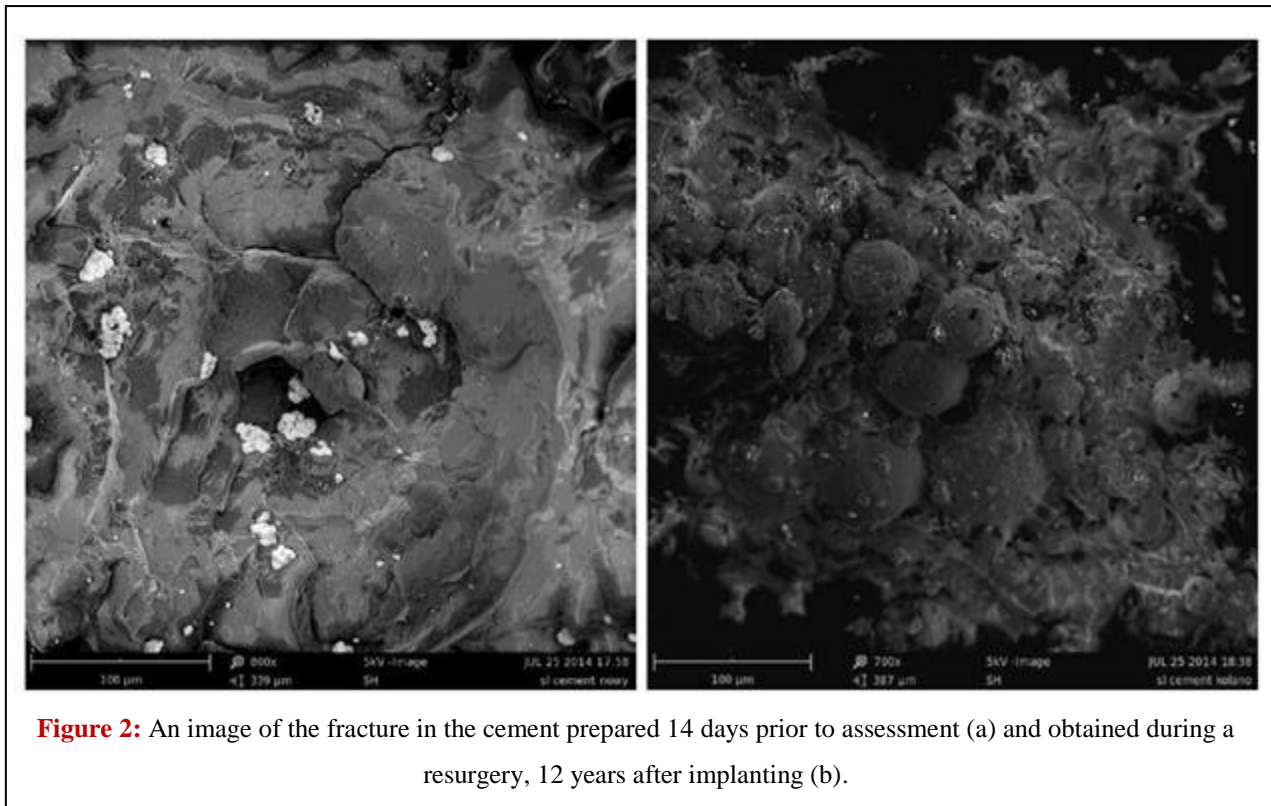 100 µm
800x
339 µm
5kV -Image
SH
JUL 25 2014 17:38
sl cement nowy
100 µm
700x
387 µm
5kV -Image
SH
JUL 25 2014 18:38
sl cement kolano
Figure 2: An image of the fracture in the cement prepared 14 days prior to assessment (a) and obtained during a
resurgery, 12 years after implanting (b).